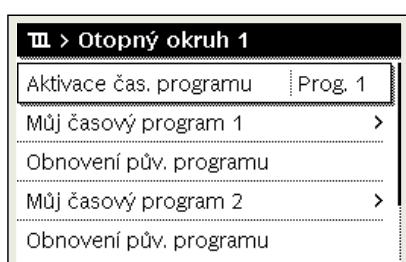 > Otopný okruh 1
Aktivace čas. programu Prog. 1
Můj časový program 1 >
Obnovení pův. programu
Můj časový program 2 >
Obnovení pův. programu